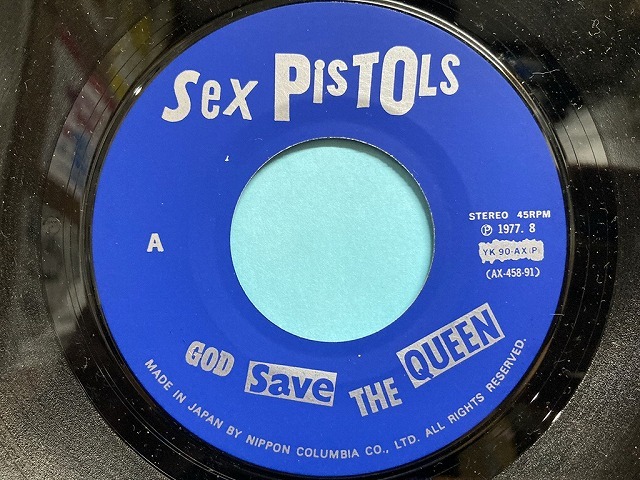 Sex PiSTOLS
A
STEREO 45RPM
Ⓟ 1977. 8
YK 90-AX (P
(AX-458-91)
GOD Save THE QUEEN
MADE IN JAPAN BY NIPPON COLUMBIA CO., LTD. ALL RIGHTS RESERVED.